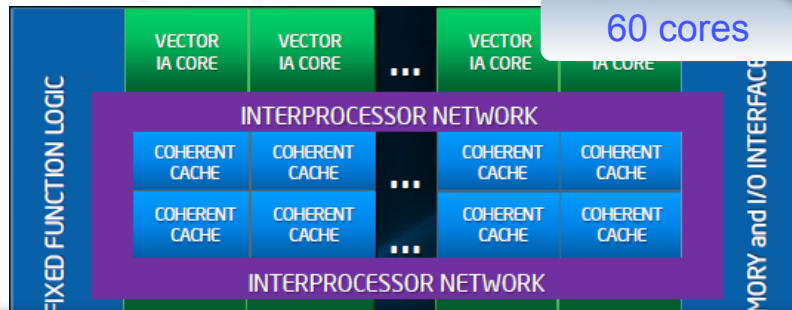 60 cores
VECTOR
IA CORE
VECTOR
IA CORE
...
VECTOR
IA CORE
IA CORE
FIXED FUNCTION LOGIC
INTERPROCESSOR NETWORK
COHERENT
CACHE
COHERENT
CACHE
...
COHERENT
CACHE
COHERENT
CACHE
COHERENT
CACHE
COHERENT
CACHE
...
COHERENT
CACHE
COHERENT
CACHE
INTERPROCESSOR NETWORK
MORY and I/O INTERFACE